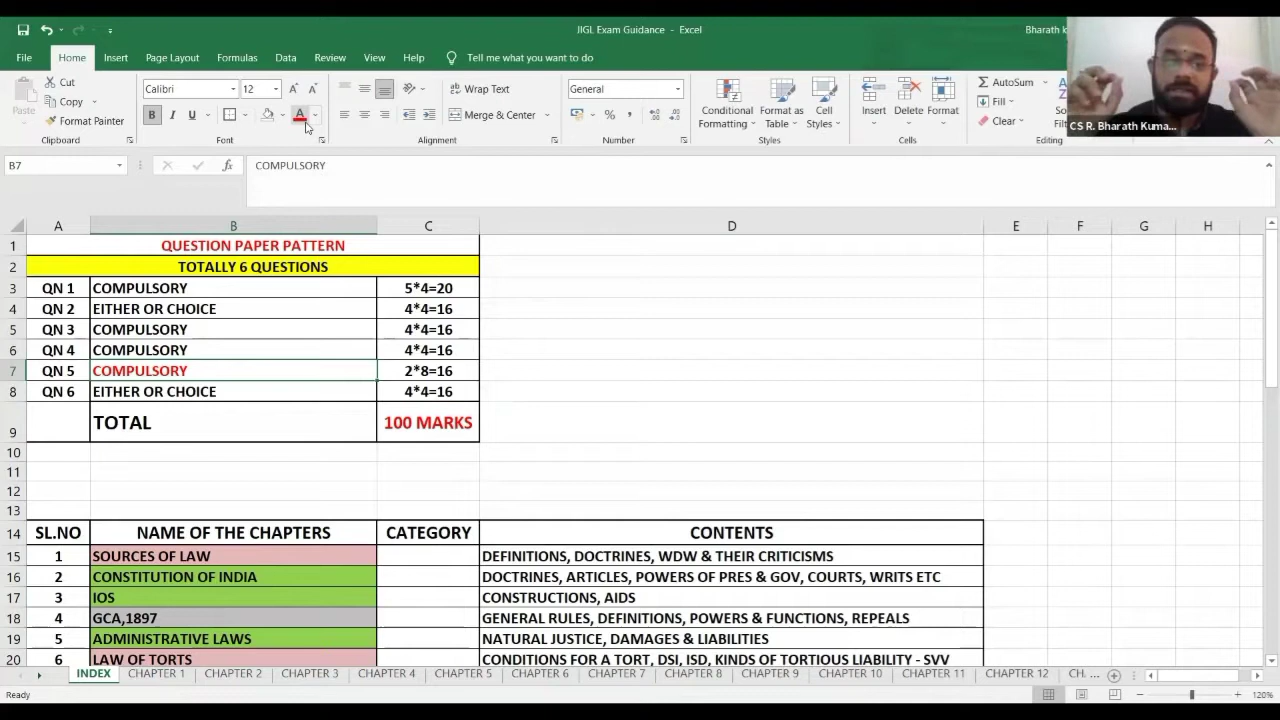 JIGL Exam Guidance - Excel
Bharath k
File Home Insert Page Layout Formulas Data Review View Help Tell me what you want to do
Cut
Copy
Format Painter
Paste
Clipboard
Calibri 12
B I U
Font
Wrap Text
Merge & Center
Alignment
General
Number
Conditional Formatting
Format as Table
Cell Styles
Styles
Insert Delete Format
Cells
AutoSum
Fill
Clear
Editing
CS R. Bharath Kuma...
B7 fx COMPULSORY
A B C D E F G H
1 QUESTION PAPER PATTERN
2 TOTALLY 6 QUESTIONS
3 QN 1 COMPULSORY 5*4=20
4 QN 2 EITHER OR CHOICE 4*4=16
5 QN 3 COMPULSORY 4*4=16
6 QN 4 COMPULSORY 4*4=16
7 QN 5 COMPULSORY 2*8=16
8 QN 6 EITHER OR CHOICE 4*4=16
9 TOTAL 100 MARKS
10
11
12
13
14 SL.NO NAME OF THE CHAPTERS CATEGORY CONTENTS
15 1 SOURCES OF LAW DEFINITIONS, DOCTRINES, WDW & THEIR CRITICISMS
16 2 CONSTITUTION OF INDIA DOCTRINES, ARTICLES, POWERS OF PRES & GOV, COURTS, WRITS ETC
17 3 IOS CONSTRUCTIONS, AIDS
18 4 GCA,1897 GENERAL RULES, DEFINITIONS, POWERS & FUNCTIONS, REPEALS
19 5 ADMINISTRATIVE LAWS NATURAL JUSTICE, DAMAGES & LIABILITIES
20 6 LAW OF TORTS CONDITIONS FOR A TORT, DSI, ISD, KINDS OF TORTIOUS LIABILITY - SVV
INDEX CHAPTER 1 CHAPTER 2 CHAPTER 3 CHAPTER 4 CHAPTER 5 CHAPTER 6 CHAPTER 7 CHAPTER 8 CHAPTER 9 CHAPTER 10 CHAPTER 11 CHAPTER 12 CH. ...
Ready 120%